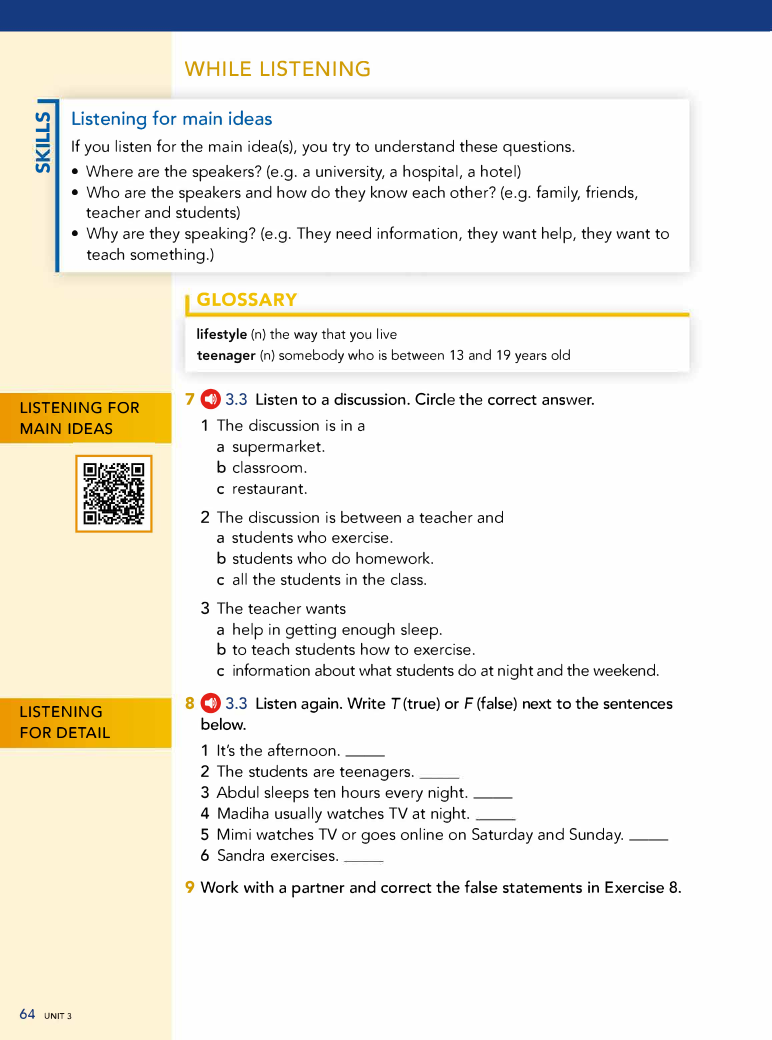 WHILE LISTENING
SKILLS
Listening for main ideas
If you listen for the main idea(s), you try to understand these questions.
• Where are the speakers? (e.g. a university, a hospital, a hotel)
• Who are the speakers and how do they know each other? (e.g. family, friends,
teacher and students)
• Why are they speaking? (e.g. They need information, they want help, they want to
teach something.)
GLOSSARY
lifestyle (n) the way that you live
teenager (n) somebody who is between 13 and 19 years old
LISTENING FOR
MAIN IDEAS
7 3.3 Listen to a discussion. Circle the correct answer.
1 The discussion is in a
a supermarket.
b classroom.
c restaurant.
2 The discussion is between a teacher and
a students who exercise.
b students who do homework.
c all the students in the class.
3 The teacher wants
a help in getting enough sleep.
b to teach students how to exercise.
c information about what students do at night and the weekend.
LISTENING
FOR DETAIL
8 3.3 Listen again. Write T (true) or F (false) next to the sentences
below.
1 It's the afternoon. _____
2 The students are teenagers. _____
3 Abdul sleeps ten hours every night. _____
4 Madiha usually watches TV at night. _____
5 Mimi watches TV or goes online on Saturday and Sunday. _____
6 Sandra exercises. _____
9 Work with a partner and correct the false statements in Exercise 8.
64 UNIT 3